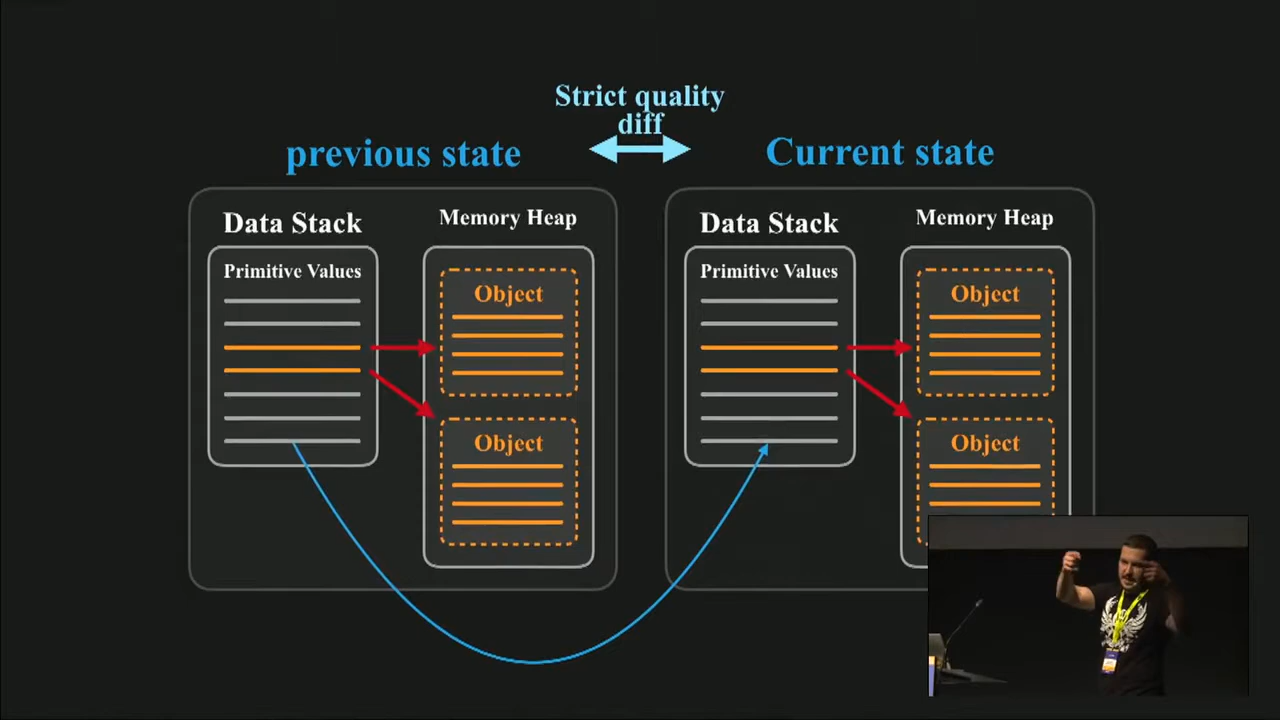 Strict quality
diff
previous state
Current state
Data Stack
Memory Heap
Primitive Values
Object
Object
Data Stack
Memory Heap
Primitive Values
Object
Object